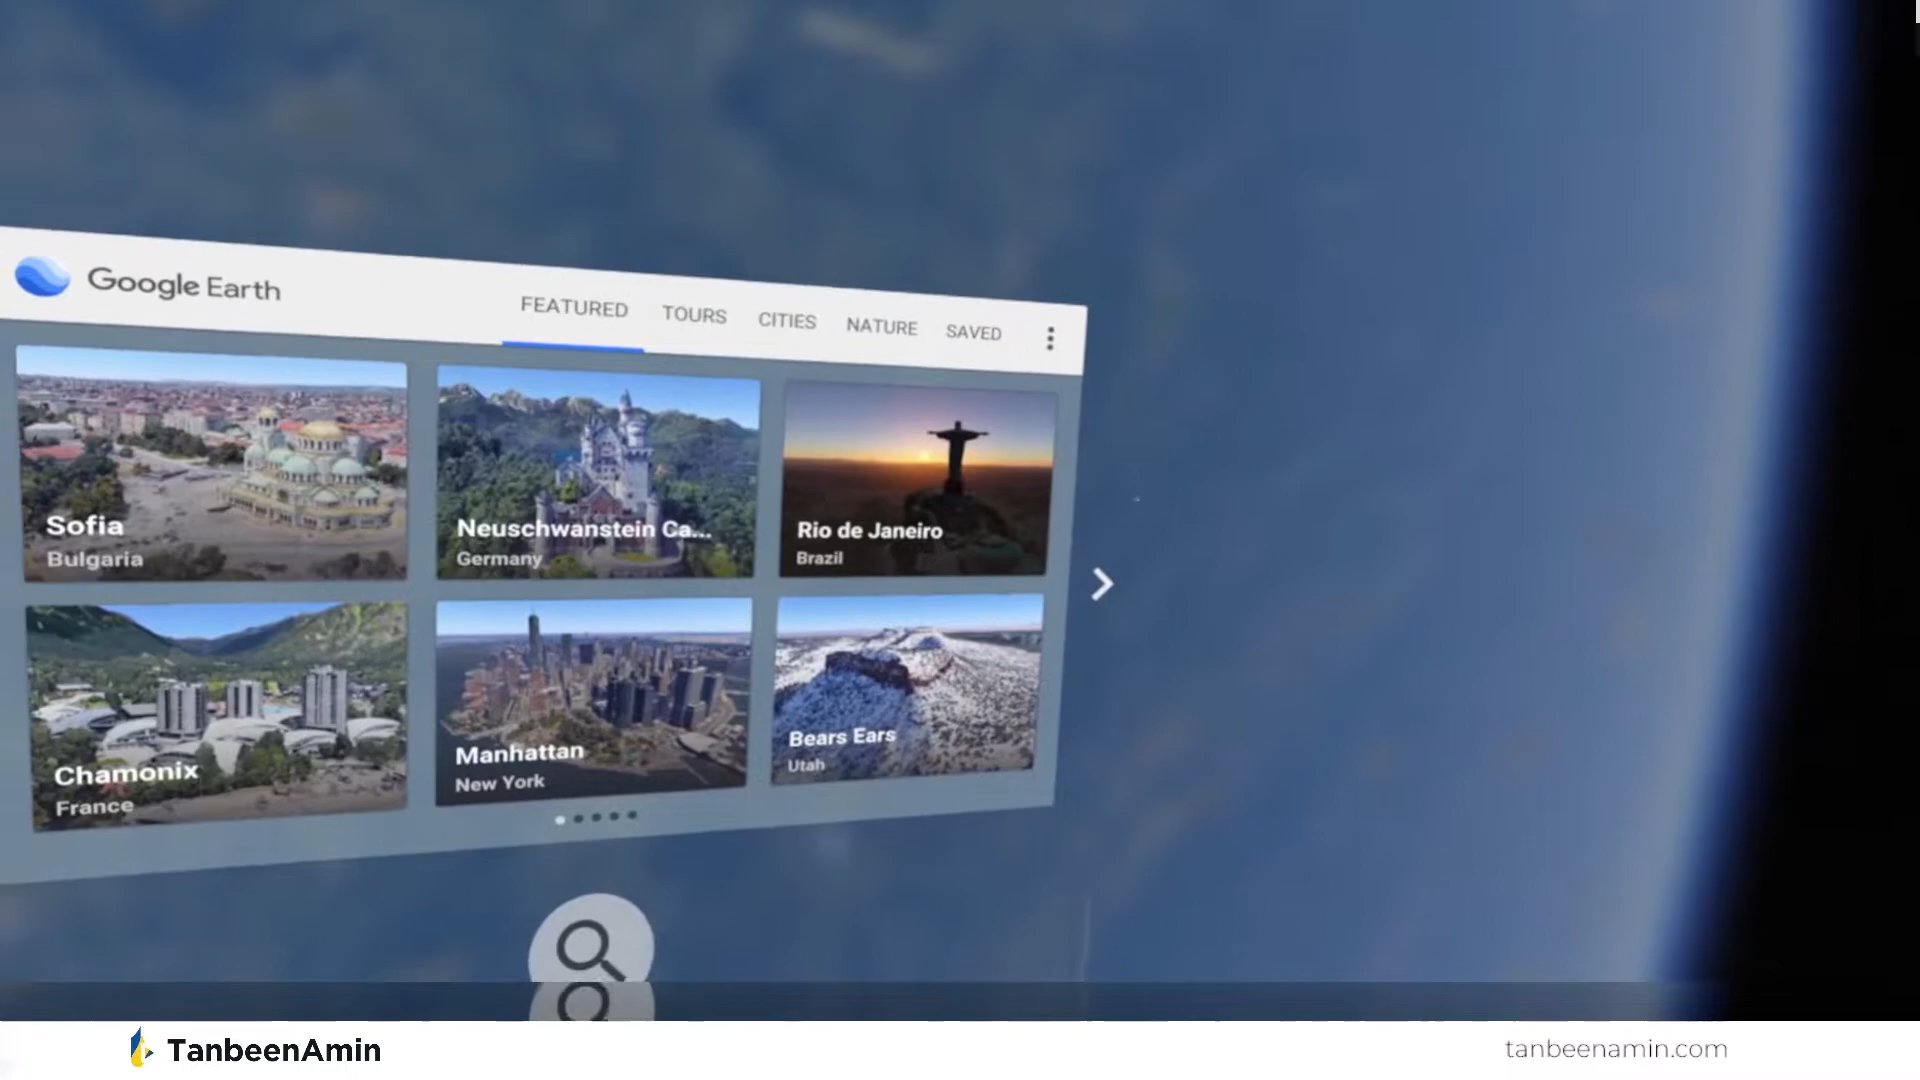 Google Earth
FEATURED TOURS CITIES NATURE SAVED
Sofia
Bulgaria
Neuschwanstein Ca...
Germany
Rio de Janeiro
Brazil
Chamonix
France
Manhattan
New York
Bears Ears
Utah
TanbeenAmin
tanbeenamin.com